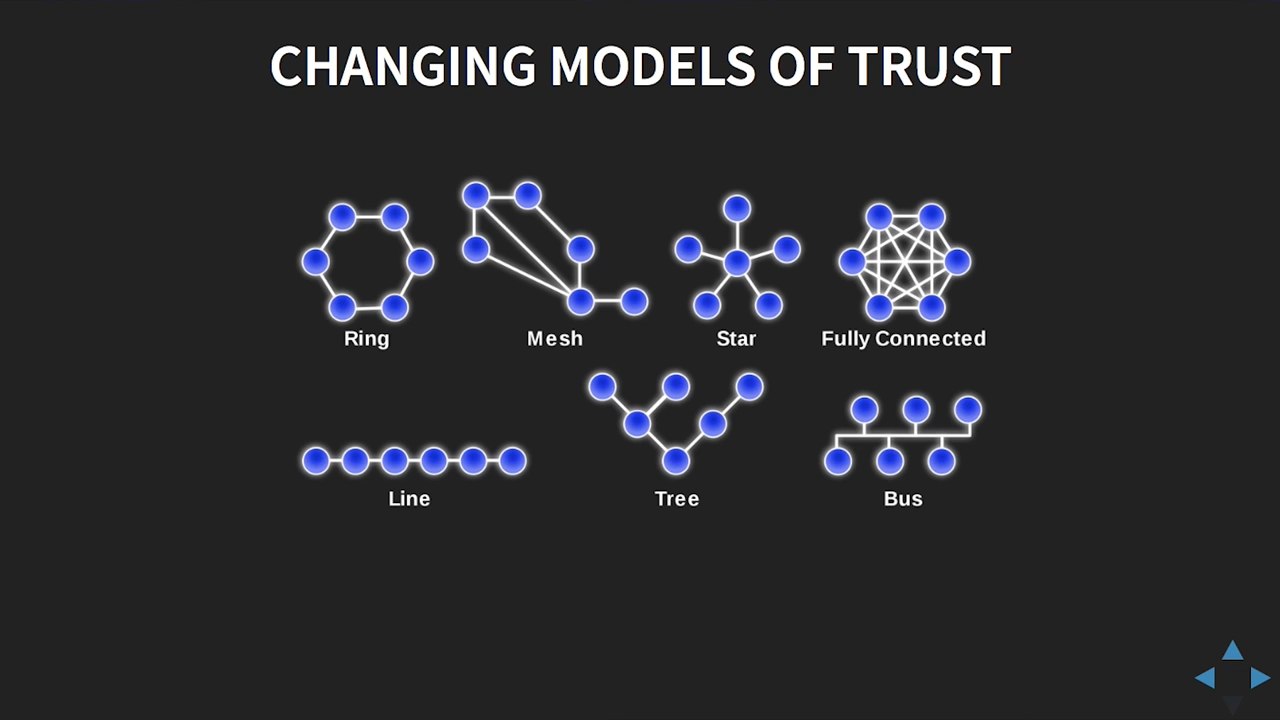 CHANGING MODELS OF TRUST
Ring
Mesh
Star
Fully Connected
Line
Tree
Bus